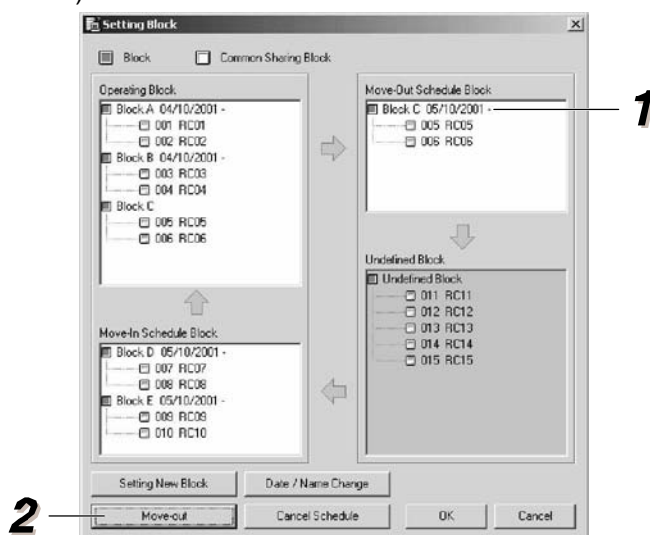 )
Setting Block
Block
Common Sharing Block
Operating Block
Block A 04/10/2001 -
001 RC01
002 RC02
Block B 04/10/2001 -
003 RC03
004 RC04
Block C
005 RC05
006 RC06
Move-Out Schedule Block
Block C 05/10/2001 -
005 RC05
006 RC06
1
Undefined Block
Undefined Block
011 RC11
012 RC12
013 RC13
014 RC14
015 RC15
Move-In Schedule Block
Block D 05/10/2001 -
007 RC07
008 RC08
Block E 05/10/2001 -
009 RC09
010 RC10
Setting New Block
Date / Name Change
2
Move-out
Cancel Schedule
OK
Cancel